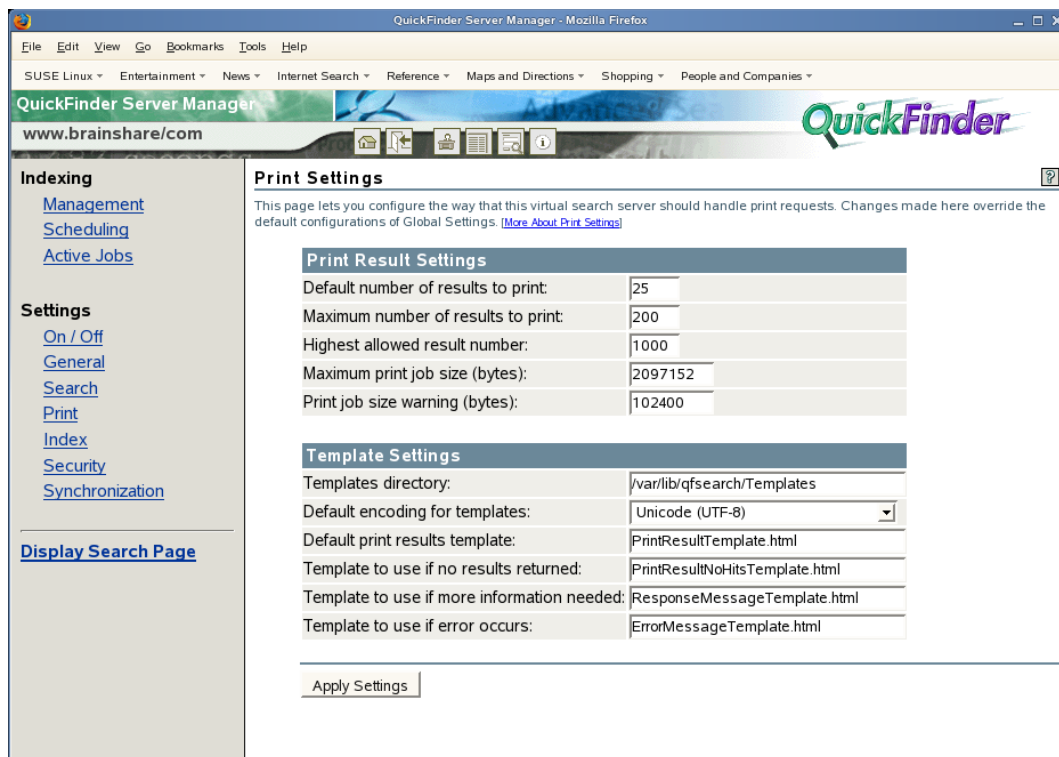 QuickFinder Server Manager - Mozilla Firefox
File Edit View Go Bookmarks Tools Help
SUSE Linux Entertainment News Internet Search Reference Maps and Directions Shopping People and Companies
QuickFinder Server Manager
Advanced Sea
www.brainshare/com
QuickFinder
Indexing
Management
Scheduling
Active Jobs
Settings
On / Off
General
Search
Print
Index
Security
Synchronization
Display Search Page
Print Settings
?
This page lets you configure the way that this virtual search server should handle print requests. Changes made here override the
default configurations of Global Settings. [More About Print Settings]
Print Result Settings
Default number of results to print: 25
Maximum number of results to print: 200
Highest allowed result number: 1000
Maximum print job size (bytes): 2097152
Print job size warning (bytes): 102400
Template Settings
Templates directory: /var/lib/qfsearch/Templates
Default encoding for templates: Unicode (UTF-8)
Default print results template: PrintResultTemplate.html
Template to use if no results returned: PrintResultNoHitsTemplate.html
Template to use if more information needed: ResponseMessageTemplate.html
Template to use if error occurs: ErrorMessageTemplate.html
Apply Settings